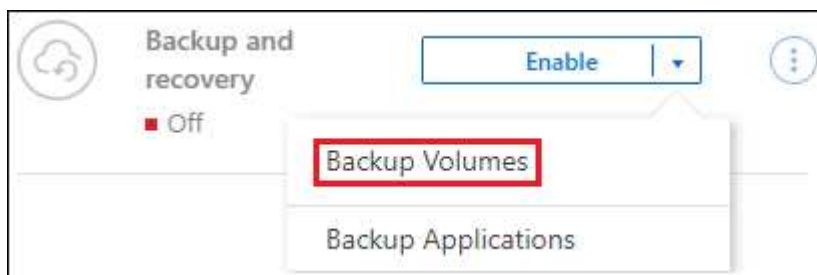 Backup and
recovery
Enable
Off
Backup Volumes
Backup Applications